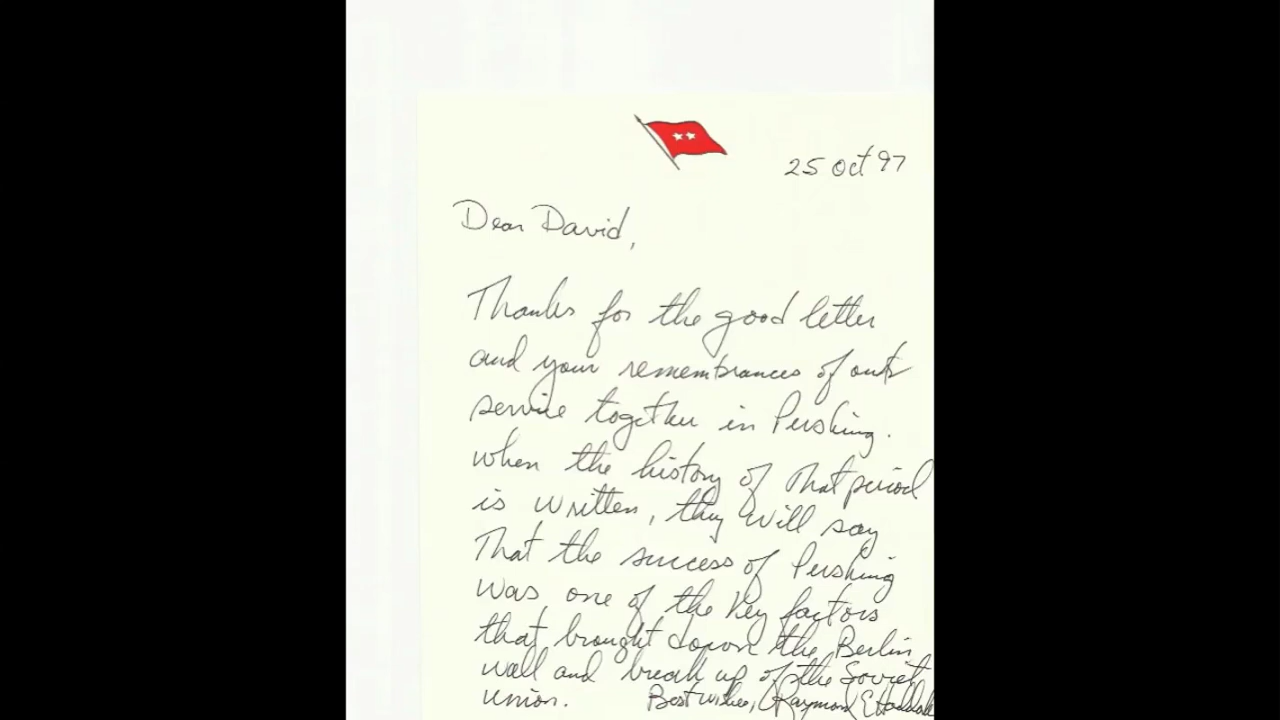 25 Oct 97
Dear David,
Thanks for the good letter
and your remembrances of our
service together in Pershing.
When the history of that period
is written, they will say
That the success of Pershing
was one of the key factors
that brought down the Berlin
wall and break up of the Soviet
union. Best wishes, Raymond E Haddock